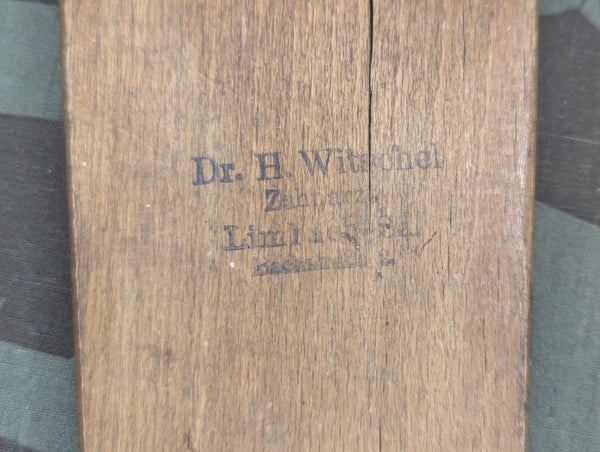 Dr. H. Witschel
Zahnarzt
Limbach-Sa.